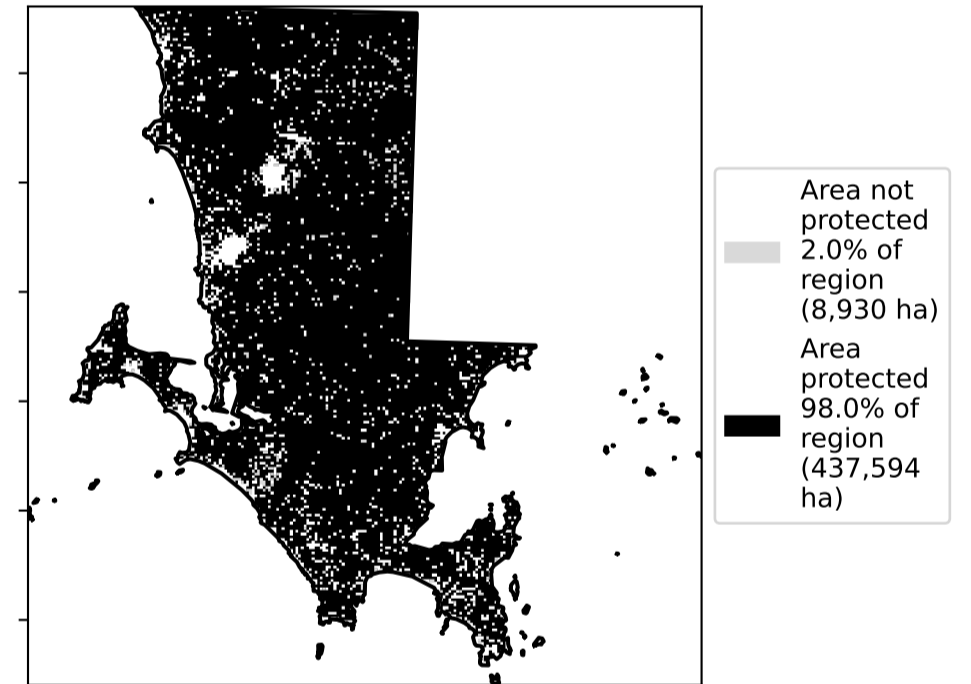 Area not
protected
2.0% of
region
(8,930 ha)
Area
protected
98.0% of
region
(437,594
ha)